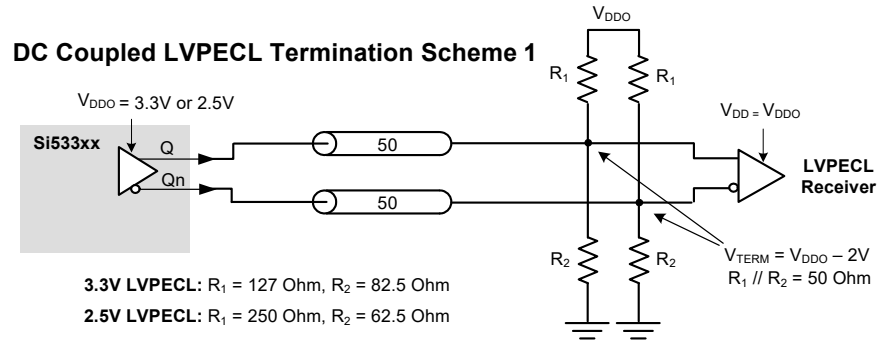 DC Coupled LVPECL Termination Scheme 1
VDDO
R1
R1
VDDO = 3.3V or 2.5V
VDD = VDDO
Si533xx
Q
Qn
50
50
LVPECL
Receiver
R2
R2
VTERM = VDDO – 2V
R1 // R2 = 50 Ohm
3.3V LVPECL: R1 = 127 Ohm, R2 = 82.5 Ohm
2.5V LVPECL: R1 = 250 Ohm, R2 = 62.5 Ohm